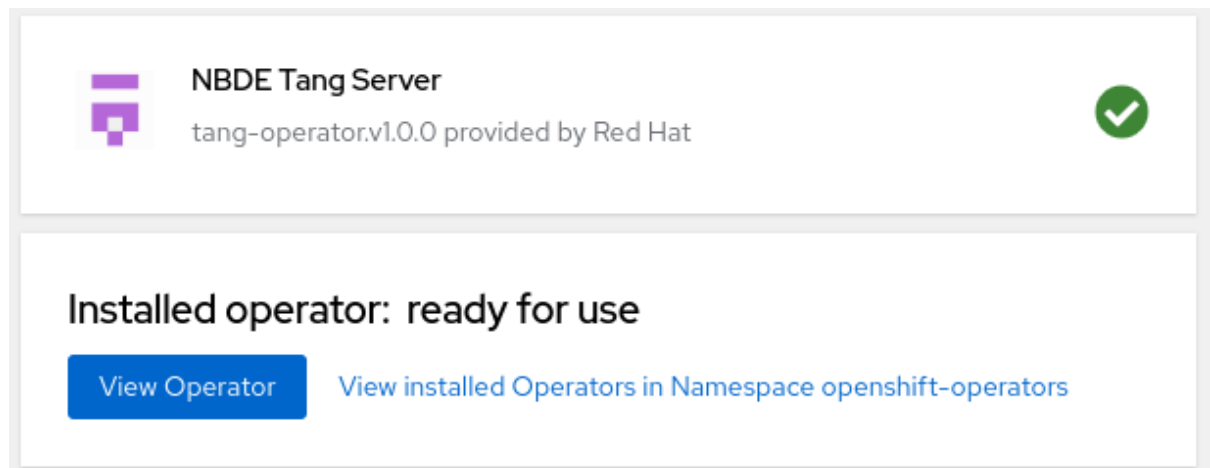 NBDE Tang Server
tang-operator.v1.0.0 provided by Red Hat
Installed operator: ready for use
View Operator
View installed Operators in Namespace openshift-operators